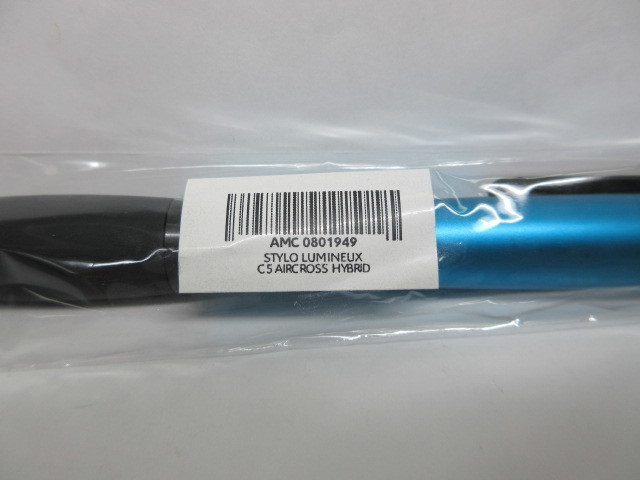 AMC 0801949
STYLO LUMINEUX
C5 AIRCROSS HYBRID